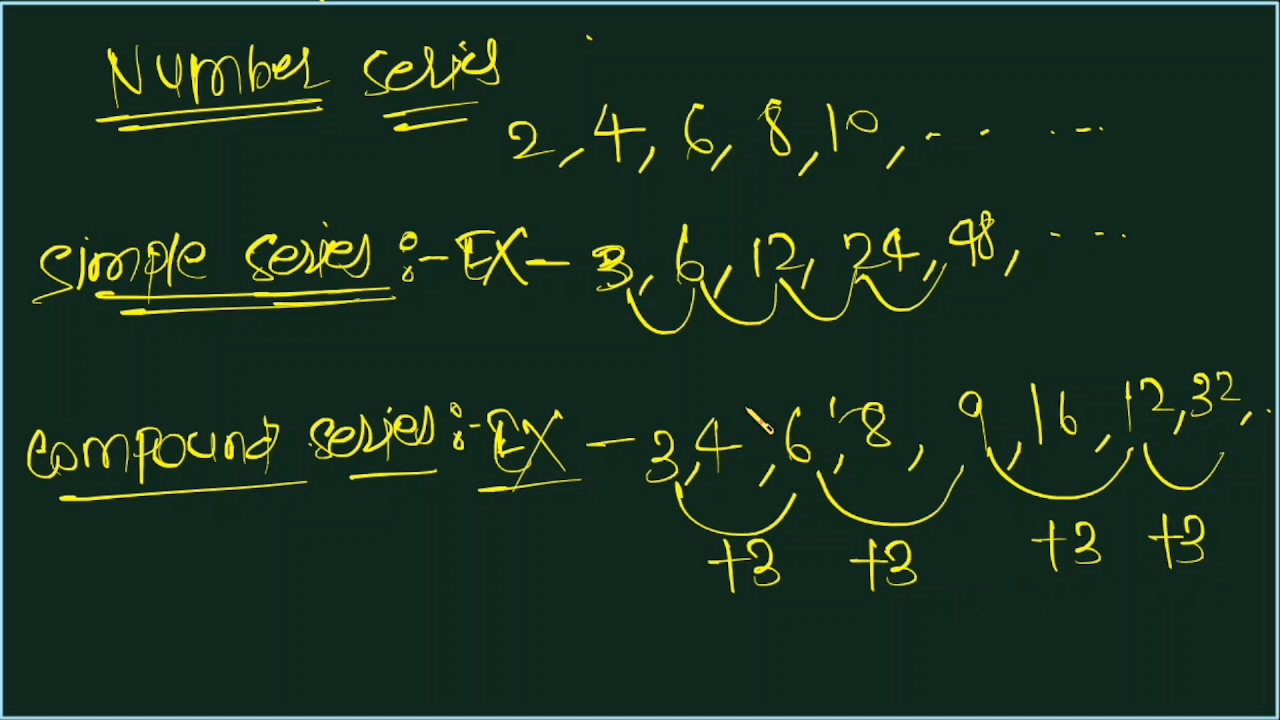 Number series
2, 4, 6, 8, 10, .. ..
Simple series :- EX - 3, 6, 12, 24, 48, ...
compound series :- EX - 3, 4, 6, 8, 9, 16, 12, 32, .
+3 +3 +3 +3